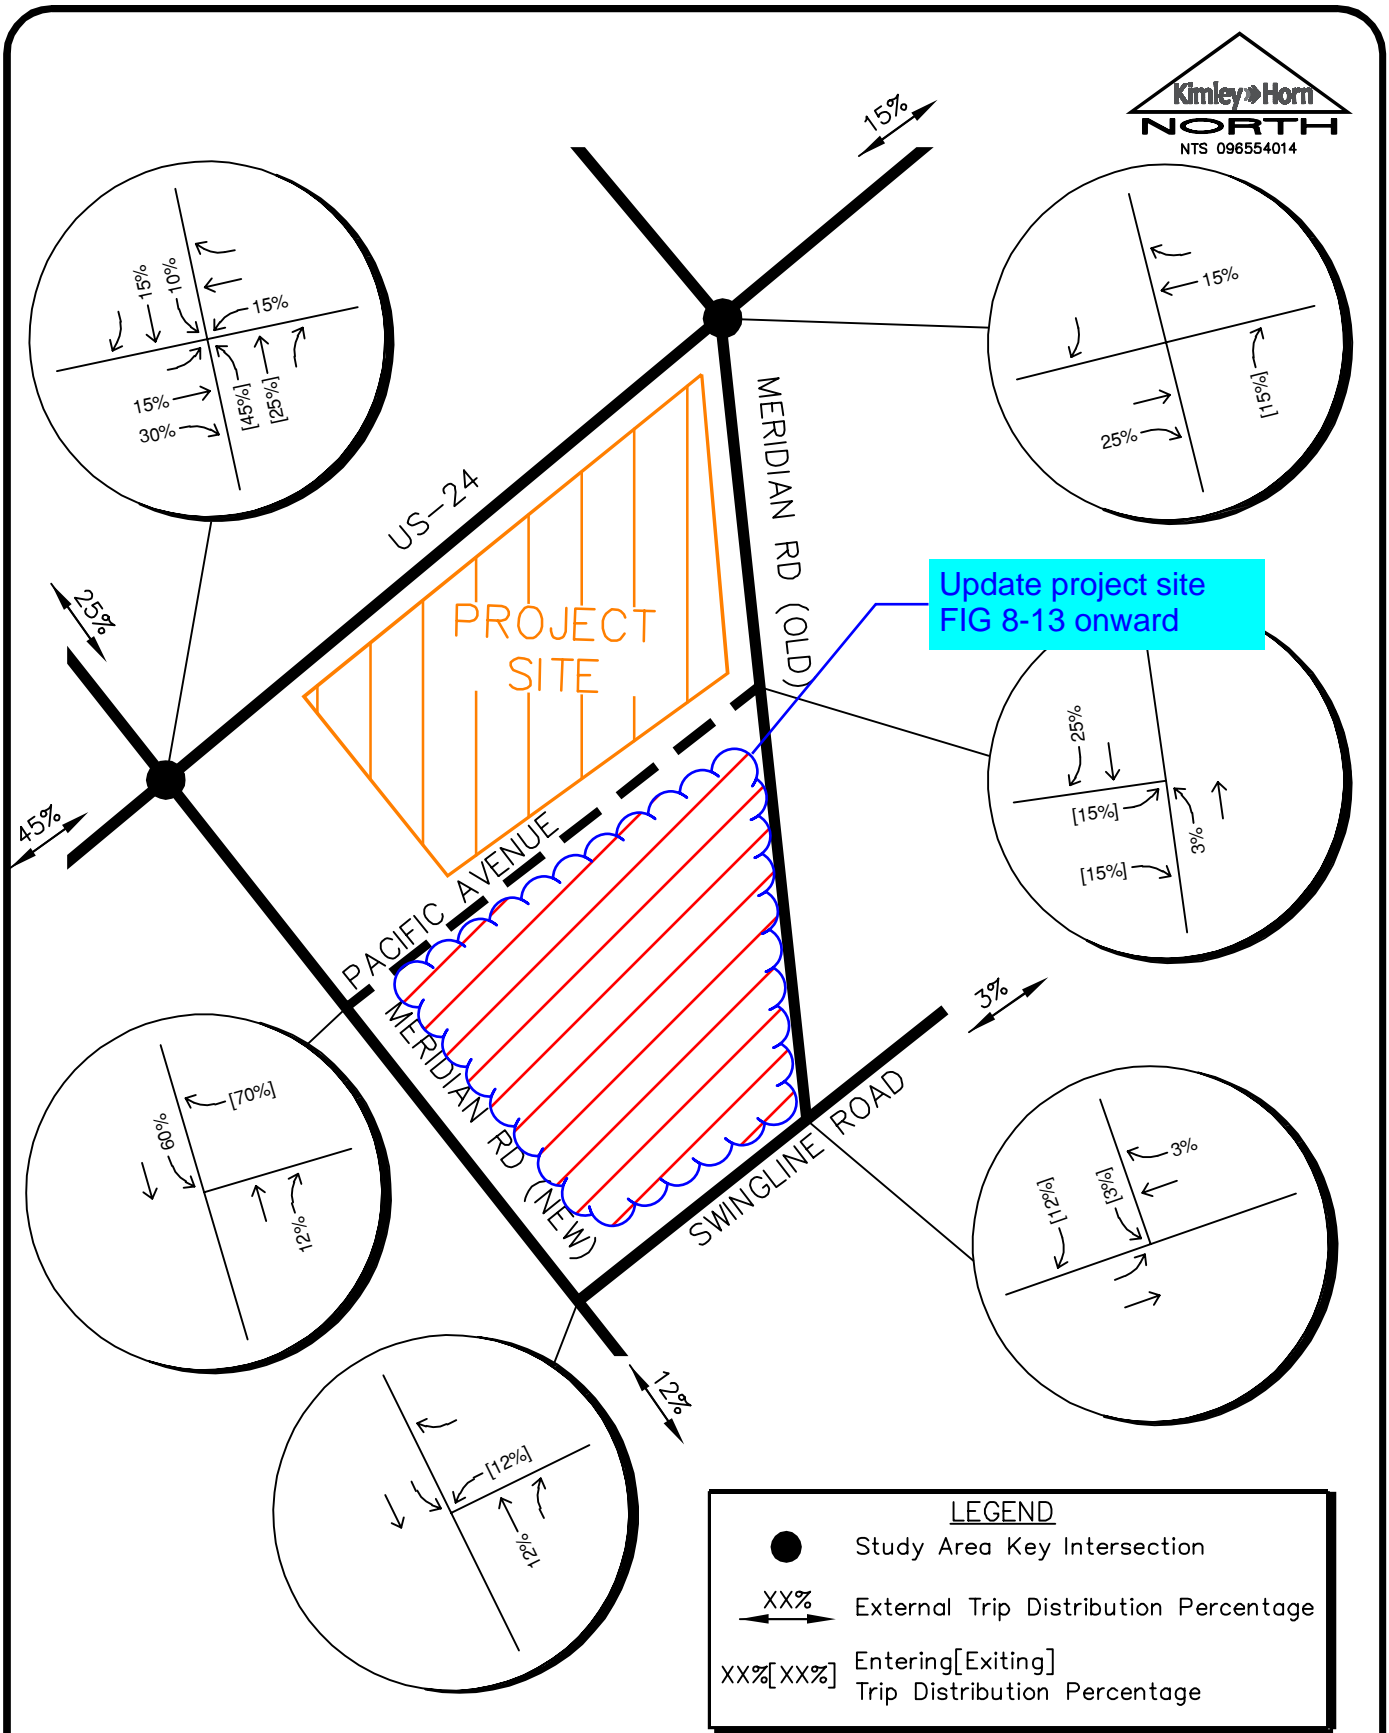 Kimley»Horn
NORTH
NTS 096554014
15%
15%
10%
15%
15%
30%
[45%]
[25%]
15%
25%
[15%]
US-24
MERIDIAN RD (OLD)
PROJECT
SITE
Update project site
FIG 8-13 onward
25%
45%
25%
[15%]
3%
[15%]
PACIFIC AVENUE
MERIDIAN RD (NEW)
3%
SWINGLINE ROAD
[70%]
60%
12%
3%
[3%]
[12%]
12%
[12%]
12%
LEGEND
Study Area Key Intersection
XX%
External Trip Distribution Percentage
XX%[XX%]
Entering[Exiting]
Trip Distribution Percentage